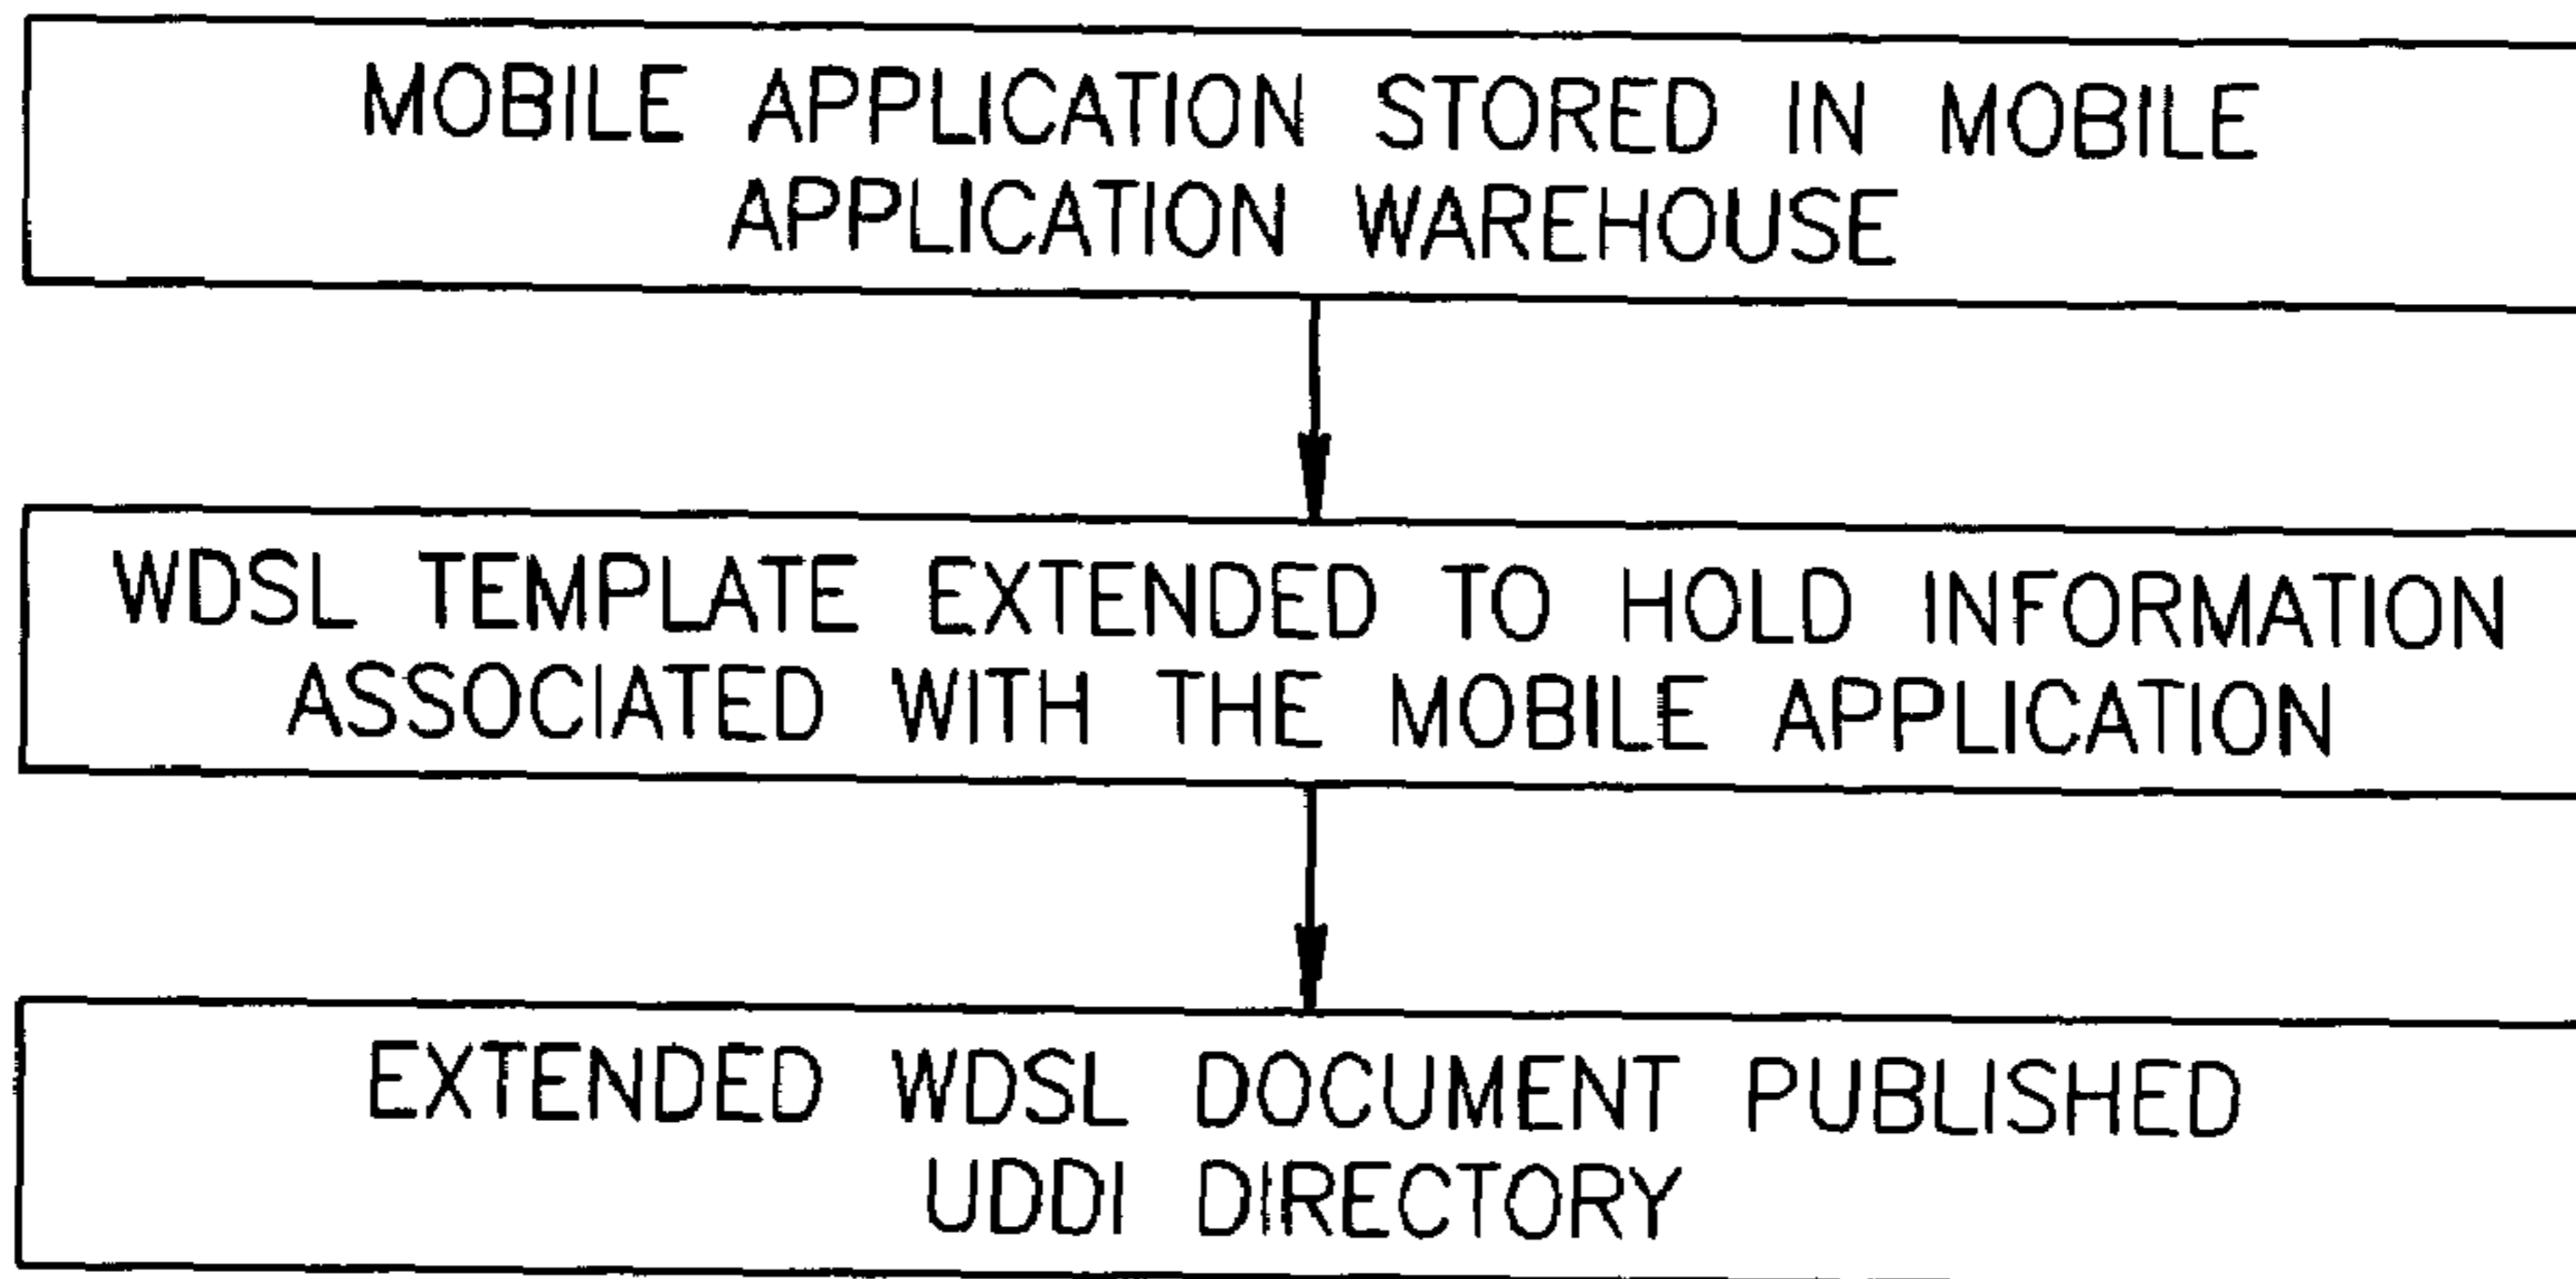 MOBILE APPLICATION STORED IN MOBILE
APPLICATION WAREHOUSE
WDSL TEMPLATE EXTENDED TO HOLD INFORMATION
ASSOCIATED WITH THE MOBILE APPLICATION
EXTENDED WDSL DOCUMENT PUBLISHED
UDDI DIRECTORY